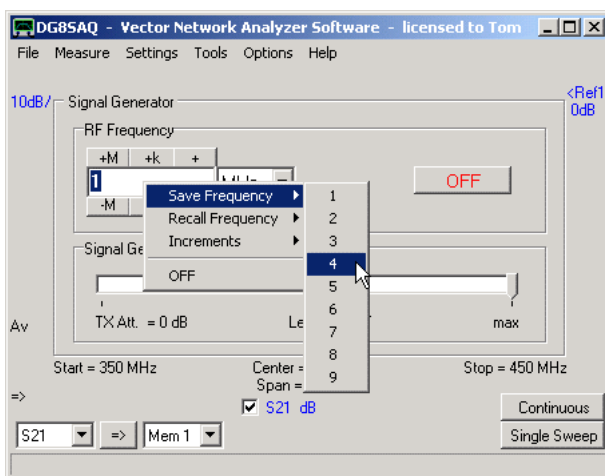 DG8SAQ - Vector Network Analyzer Software - licensed to Tom
File Measure Settings Tools Options Help
10dB/
<Ref1
0dB
Signal Generator
RF Frequency
+M +k +
1
-M
OFF
Save Frequency
Recall Frequency
Increments
OFF
1
2
3
4
5
6
7
8
9
Signal Ge
TX Att. = 0 dB
Le
max
Av
Start = 350 MHz
Center =
Span =
Stop = 450 MHz
=>
S21 dB
Continuous
S21
=>
Mem 1
Single Sweep